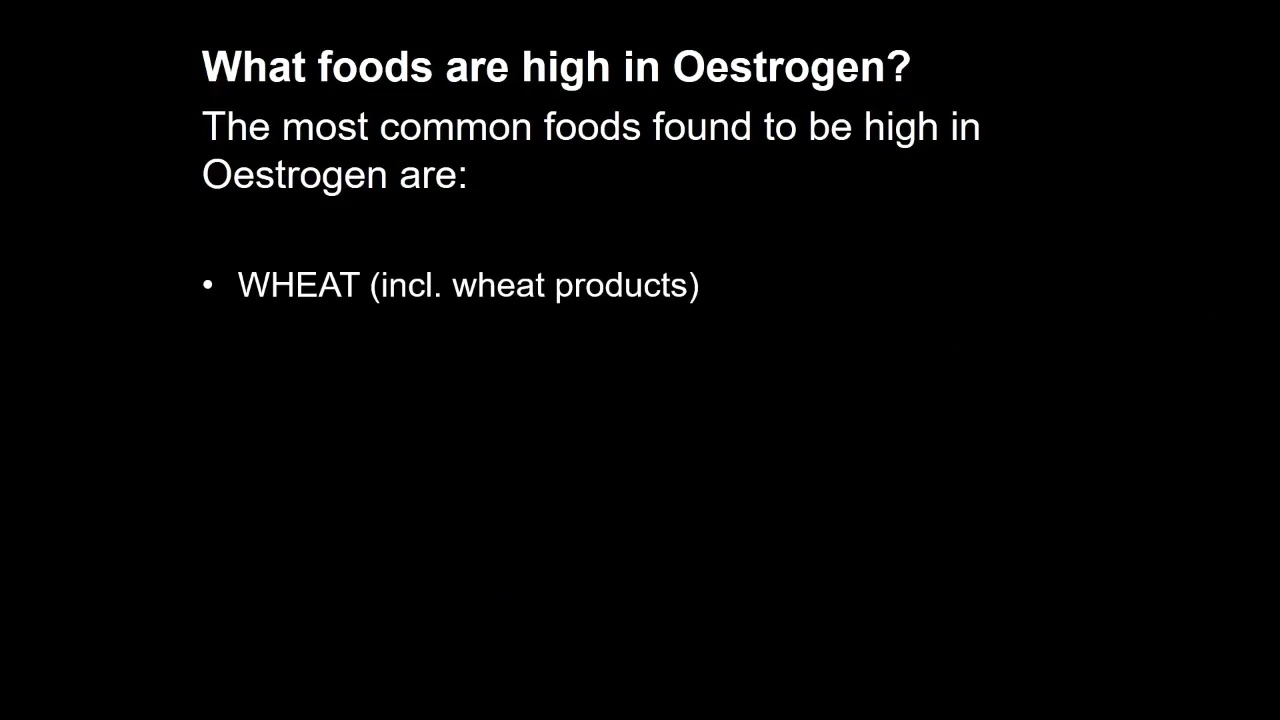 What foods are high in Oestrogen?
The most common foods found to be high in
Oestrogen are:
• WHEAT (incl. wheat products)